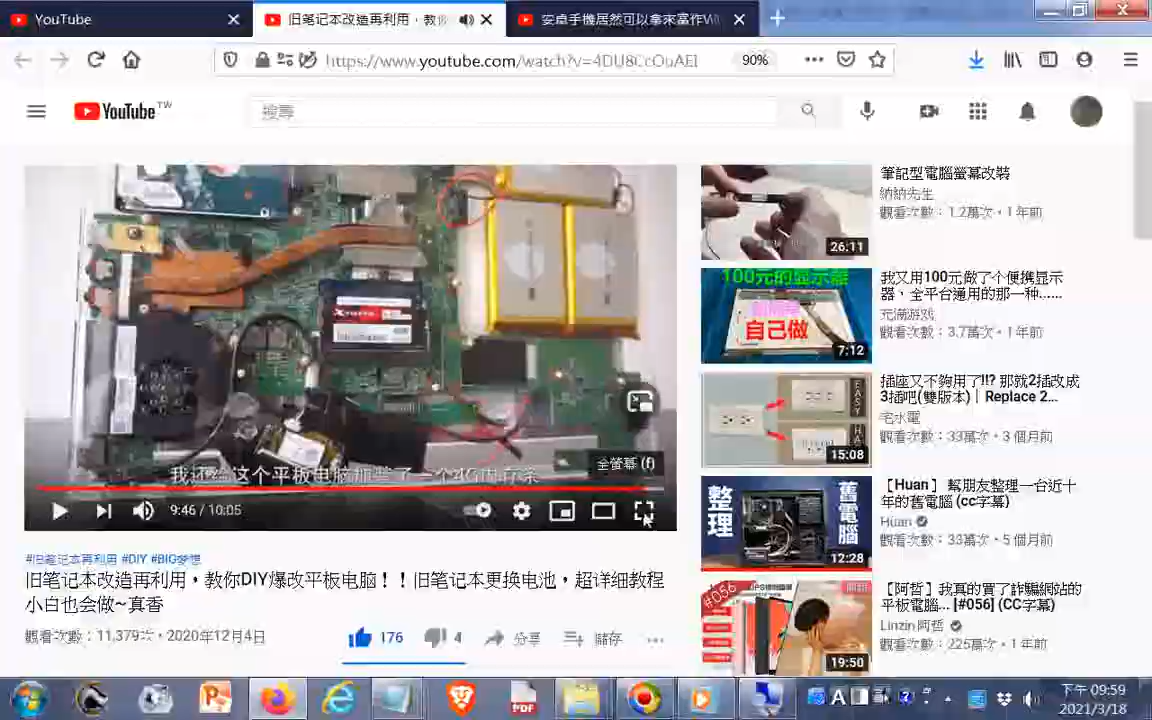 YouTube
旧笔记本改造再利用，教你
安卓手機居然可以拿來當作Wi
https://www.youtube.com/watch?v=4DU8CcOuAEI
90%
YouTube TW
搜尋
我还给这个平板电脑加装了一个4G内存条
全螢幕 (f)
9:46 / 10:05
#旧笔记本再利用 #DIY #BIG梦想
旧笔记本改造再利用，教你DIY爆改平板电脑！！旧笔记本更换电池，超详细教程
小白也会做~真香
觀看次數：11,379次・2020年12月4日
176
4
分享
儲存
26:11
筆記型電腦螢幕改裝
納納先生
觀看次數：1.2萬次・1 年前
100元的显示器
自己做
7:12
我又用100元做了个便携显示
器，全平台通用的那一种......
充满游戏
觀看次數：3.7萬次・1 年前
EASY
HA
15:08
插座又不夠用了!!? 那就2插改成
3插吧(雙版本)｜Replace 2...
宅水電
觀看次數：33萬次・3 個月前
整理
舊電腦
12:28
【Huan】 幫朋友整理一台近十
年的舊電腦 (cc字幕)
Huan
觀看次數：33萬次・5 個月前
#056
19:50
【阿哲】我真的買了詐騙網站的
平板電腦... [#056] (CC字幕)
Linzin 阿哲
觀看次數：225萬次・1 年前
PDF
A
下午 09:59
2021/3/18